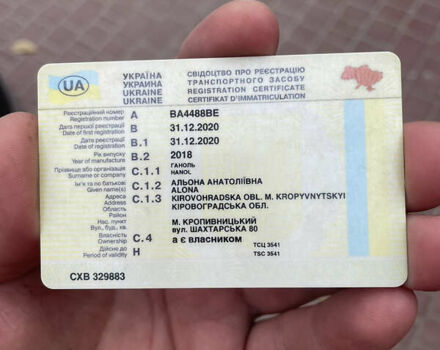 UA
УКРАЇНА
УКРАИНА
UKRAINE
UKRAINE
СВІДОЦТВО ПРО РЕЄСТРАЦІЮ
ТРАНСПОРТНОГО ЗАСОБУ
REGISTRATION CERTIFICATE
CERTIFICAT D'IMMATRICULATION
Реєстраційний номер
Registration number
A BA4488BE
Дата першої реєстрації
Date of first registration
B 31.12.2020
Дата реєстрації
Date of registration
B.1 31.12.2020
Рік випуску
Year of manufacture
B.2 2018
Прізвище або організація
Surname or company
C.1.1 ГАНОЛЬ
HANOL
Ім'я та по батькові
Given name(s)
C.1.2 АЛЬОНА АНАТОЛІЇВНА
ALONA
Адреса
Address
C.1.3 KIROVOHRADSKA OBL. M. KROPYVNYTSKYI
Область
КІРОВОГРАДСЬКА ОБЛ.
Район
Нас. пункт
М. КРОПИВНИЦЬКИЙ
Вул., буд., кв.
вул. ШАХТАРСЬКА 80
Власність
Ownership
C.4 а є власником
ТСЦ 3541
Дійсне до
Period of validity
H
TSC 3541
СХВ 329883